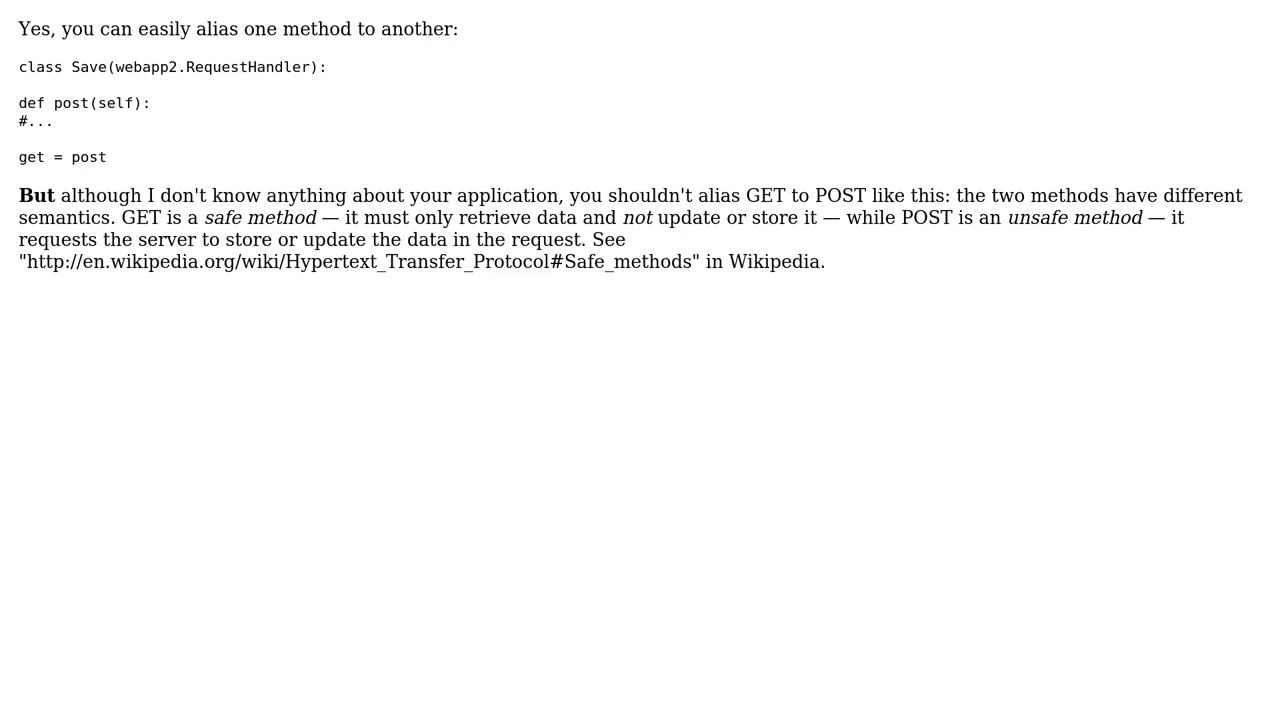 Yes, you can easily alias one method to another:
class Save(webapp2.RequestHandler):
def post(self):
#...
get = post
But although I don't know anything about your application, you shouldn't alias GET to POST like this: the two methods have different
semantics. GET is a safe method — it must only retrieve data and not update or store it — while POST is an unsafe method — it
requests the server to store or update the data in the request. See
"http://en.wikipedia.org/wiki/Hypertext_Transfer_Protocol#Safe_methods" in Wikipedia.